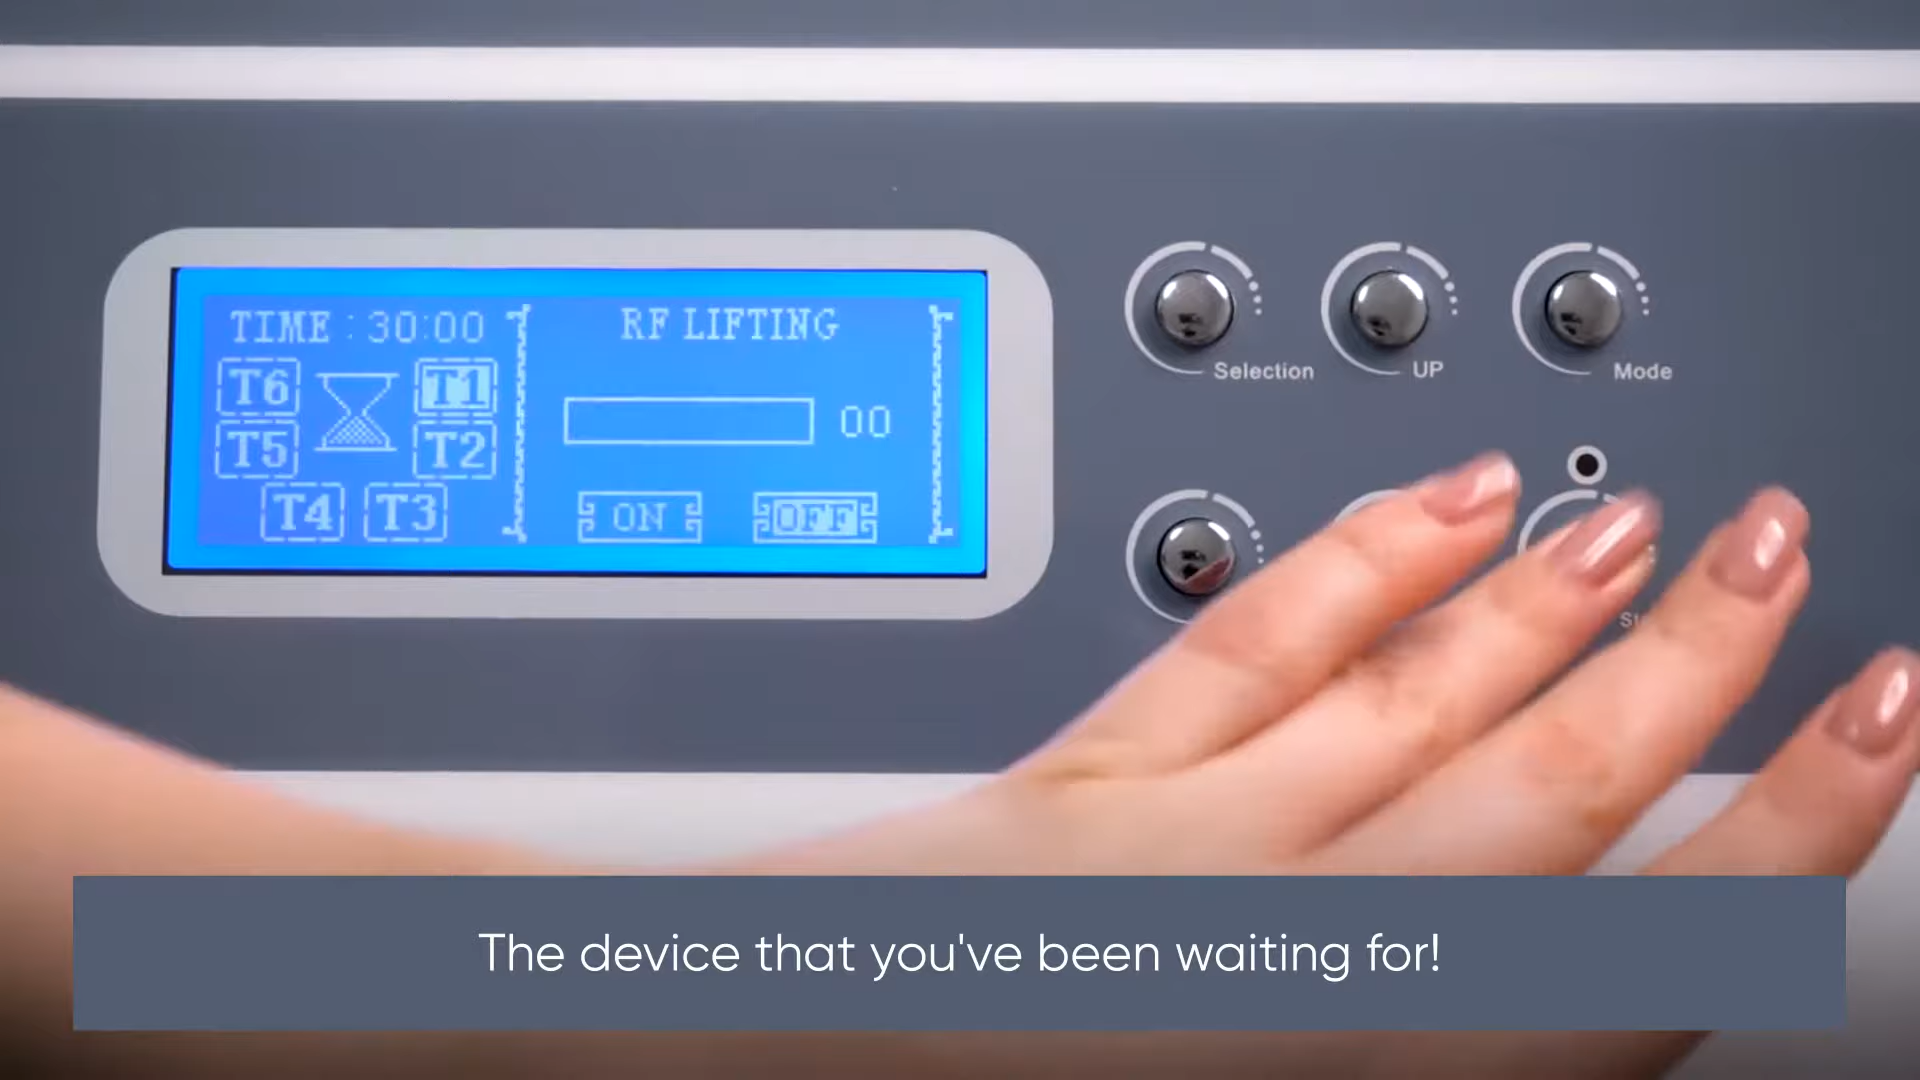 TIME : 30:00
RF LIFTING
T6
T1
T5
T2
T4
T3
00
ON
OFF
Selection
UP
Mode
The device that you've been waiting for!